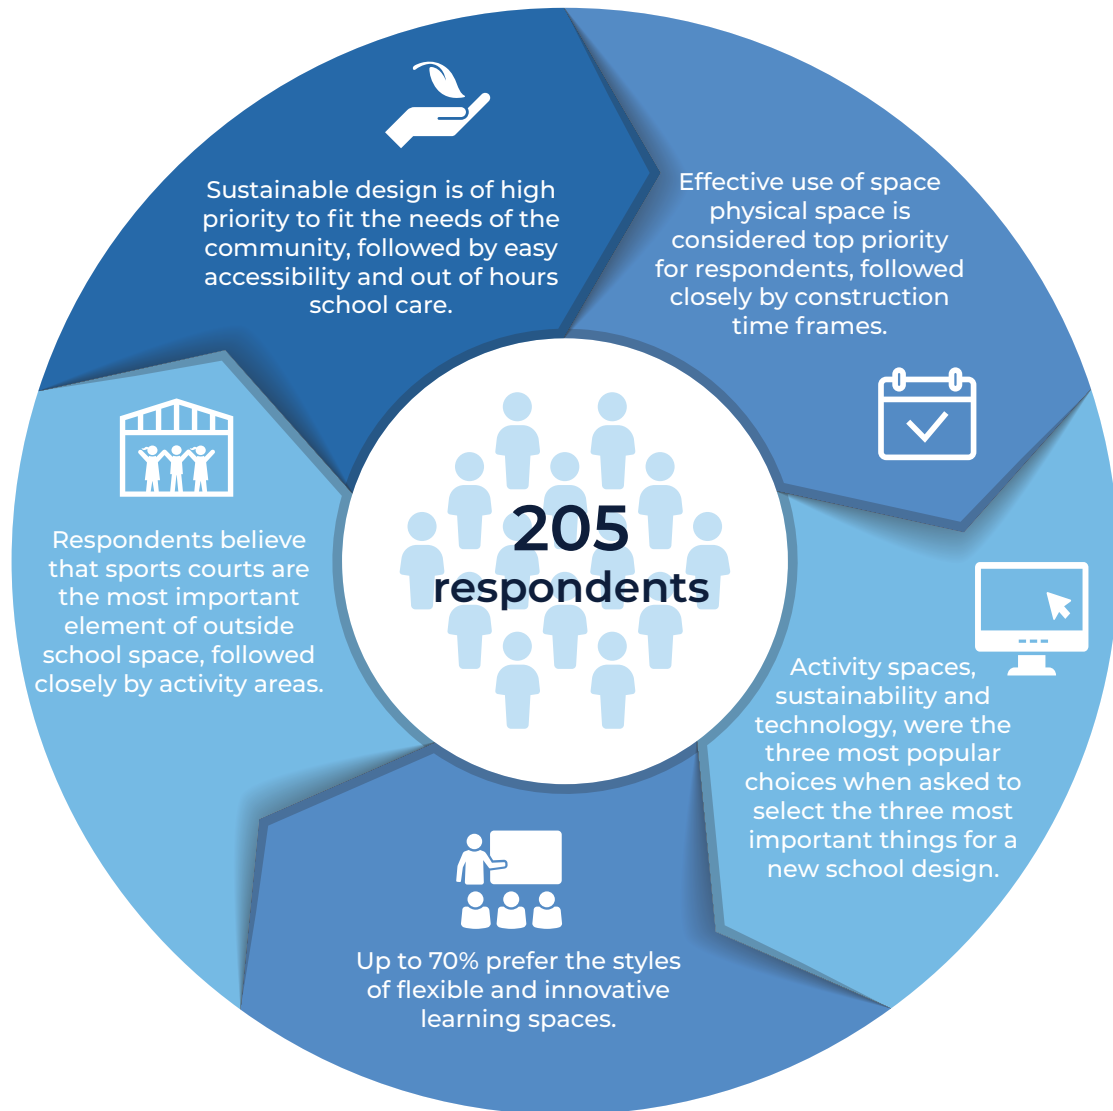 Sustainable design is of high
priority to fit the needs of the
community, followed by easy
accessibility and out of hours
school care.
Effective use of space
physical space is
considered top priority
for respondents, followed
closely by construction
time frames.
Respondents believe
that sports courts are
the most important
element of outside
school space, followed
closely by activity areas.
205
respondents
Activity spaces,
sustainability and
technology, were the
three most popular
choices when asked to
select the three most
important things for a
new school design.
Up to 70% prefer the styles
of flexible and innovative
learning spaces.